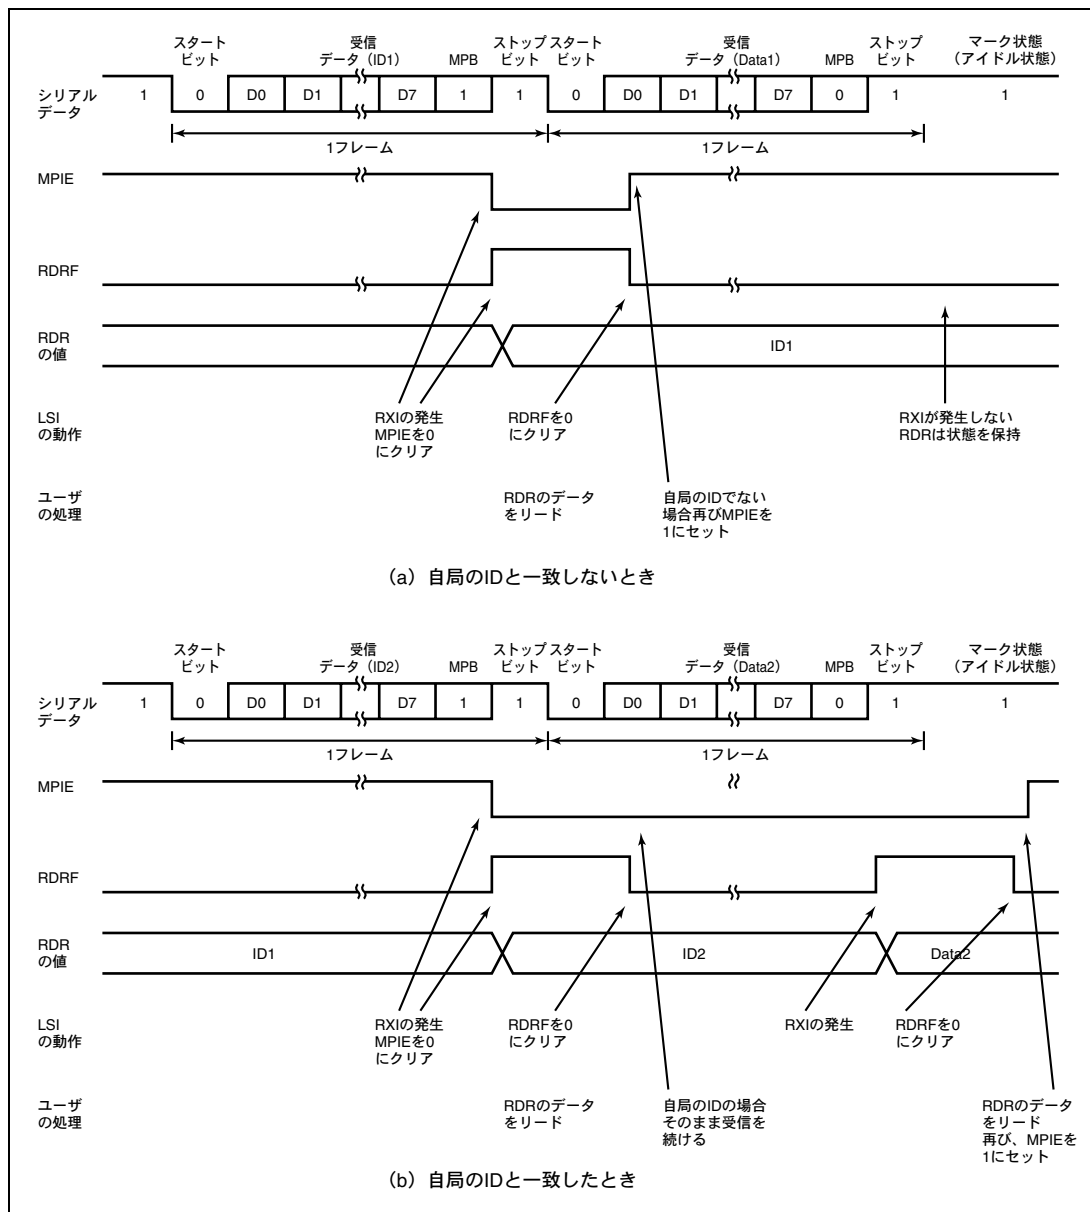 スタート
ビット
受信
データ（ID1）
MPB
ストップ
ビット
スタート
ビット
受信
データ（Data1）
MPB
ストップ
ビット
マーク状態
（アイドル状態）
シリアル
データ
1 0 D0 D1 D7 1 1 0 D0 D1 D7 0 1 1
1フレーム 1フレーム
MPIE
RDRF
RDR
の値
ID1
LSI
の動作
RXIの発生
MPIEを0
にクリア
RDRFを0
にクリア
RXIが発生しない
RDRは状態を保持
ユーザ
の処理
RDRのデータ
をリード
自局のIDでない
場合再びMPIEを
1にセット
（a）自局のIDと一致しないとき
スタート
ビット
受信
データ（ID2）
MPB
ストップ
ビット
スタート
ビット
受信
データ（Data2）
MPB
ストップ
ビット
マーク状態
（アイドル状態）
シリアル
データ
1 0 D0 D1 D7 1 1 0 D0 D1 D7 0 1 1
1フレーム 1フレーム
MPIE
RDRF
RDR
の値
ID1 ID2 Data2
LSI
の動作
RXIの発生
MPIEを0
にクリア
RDRFを0
にクリア
RXIの発生
RDRFを0
にクリア
ユーザ
の処理
RDRのデータ
をリード
自局のIDの場合
そのまま受信を
続ける
RDRのデータ
をリード
再び、MPIEを
1にセット
（b）自局のIDと一致したとき